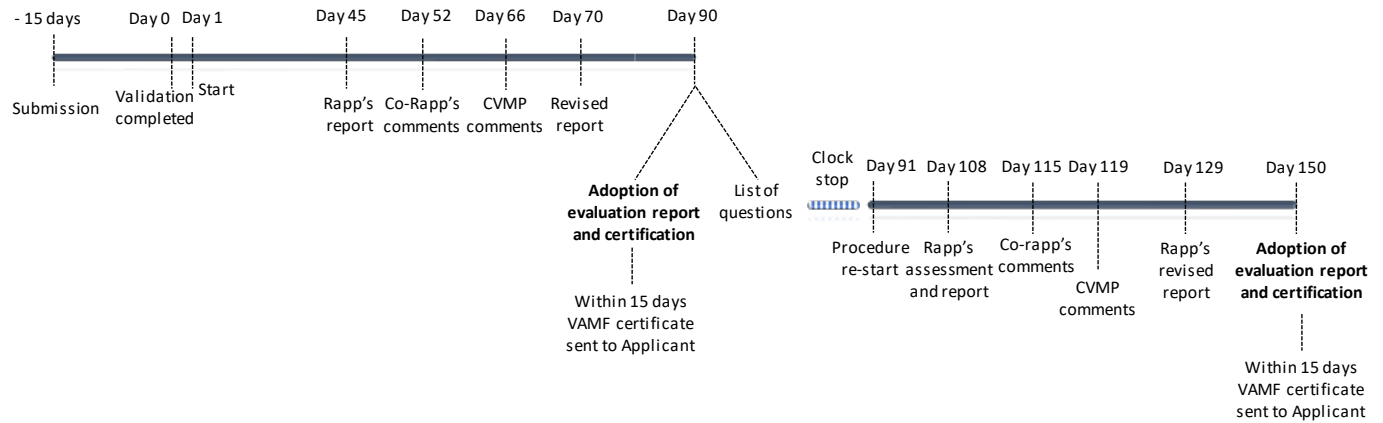 - 15 days
Day 0
Day 1
Day 45
Day 52
Day 66
Day 70
Day 90
Submission
Validation
completed
Start
Rapp's
report
Co-Rapp's
comments
CVMP
comments
Revised
report
Adoption of
evaluation report
and certification
List of
questions
Within 15 days
VAMF certificate
sent to Applicant
Clock
stop
Day 91
Day 108
Day 115
Day 119
Day 129
Day 150
Procedure
re-start
Rapp's
assessment
and report
Co-rapp's
comments
CVMP
comments
Rapp's
revised
report
Adoption of
evaluation report
and certification
Within 15 days
VAMF certificate
sent to Applicant